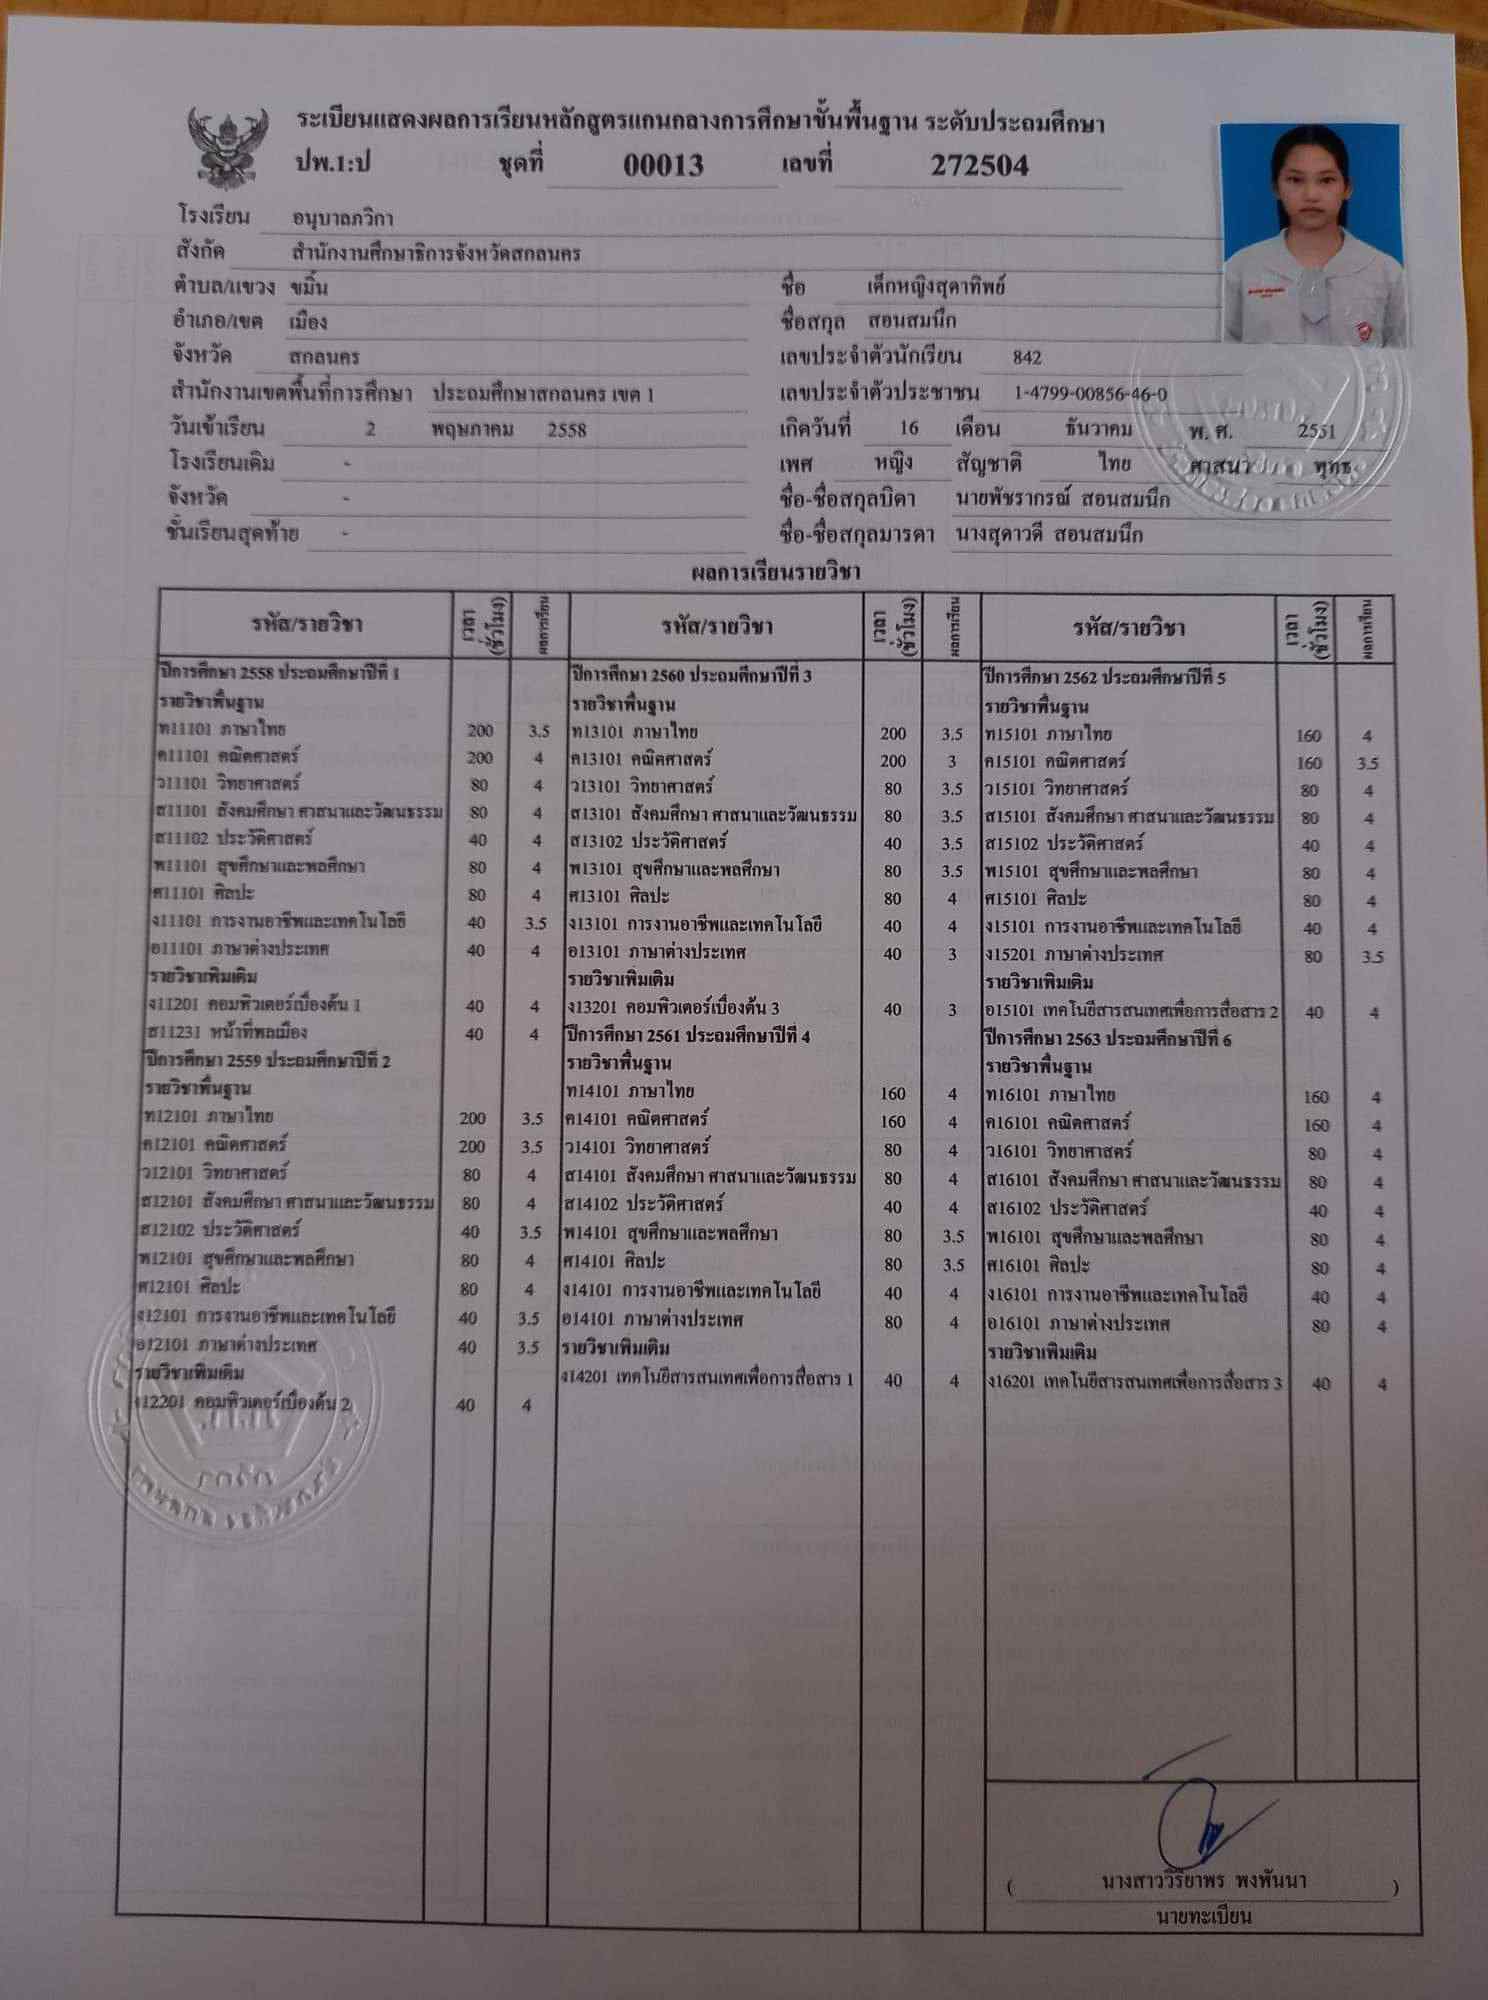 ระเบียนแสดงผลการเรียนหลักสูตรแกนกลางการศึกษาขั้นพื้นฐาน ระดับประถมศึกษา
ปพ.1:ป ชุดที่ 00013 เลขที่ 272504
โรงเรียน อนุบาลภวิกา
สังกัด สำนักงานศึกษาธิการจังหวัดสกลนคร
ตำบล/แขวง ขมิ้น
อำเภอ/เขต เมือง
จังหวัด สกลนคร
สำนักงานเขตพื้นที่การศึกษา ประถมศึกษาสกลนคร เขต 1
วันเข้าเรียน 2 พฤษภาคม 2558
โรงเรียนเดิม -
จังหวัด -
ชั้นเรียนสุดท้าย -
ชื่อ เด็กหญิงสุดาทิพย์
ชื่อสกุล สอนสมนึก
เลขประจำตัวนักเรียน 842
เลขประจำตัวประชาชน 1-4799-00856-46-0
เกิดวันที่ 16 เดือน ธันวาคม พ.ศ. 2551
เพศ หญิง สัญชาติ ไทย ศาสนา พุทธ
ชื่อ-ชื่อสกุลบิดา นายพัชรากรณ์ สอนสมนึก
ชื่อ-ชื่อสกุลมารดา นางสุดาวดี สอนสมนึก
ผลการเรียนรายวิชา
รหัส/รายวิชา เวลา (ชั่วโมง) ผลการเรียน
ปีการศึกษา 2558 ประถมศึกษาปีที่ 1
รายวิชาพื้นฐาน
ท11101 ภาษาไทย 200 3.5
ค11101 คณิตศาสตร์ 200 4
ว11101 วิทยาศาสตร์ 80 4
ส11101 สังคมศึกษา ศาสนาและวัฒนธรรม 80 4
ส11102 ประวัติศาสตร์ 40 4
พ11101 สุขศึกษาและพลศึกษา 80 4
ศ11101 ศิลปะ 80 4
ง11101 การงานอาชีพและเทคโนโลยี 40 3.5
อ11101 ภาษาต่างประเทศ 40 4
รายวิชาเพิ่มเติม
ง11201 คอมพิวเตอร์เบื้องต้น 1 40 4
ส11231 หน้าที่พลเมือง 40 4
ปีการศึกษา 2559 ประถมศึกษาปีที่ 2
รายวิชาพื้นฐาน
ท12101 ภาษาไทย 200 3.5
ค12101 คณิตศาสตร์ 200 3.5
ว12101 วิทยาศาสตร์ 80 4
ส12101 สังคมศึกษา ศาสนาและวัฒนธรรม 80 4
ส12102 ประวัติศาสตร์ 40 3.5
พ12101 สุขศึกษาและพลศึกษา 80 4
ศ12101 ศิลปะ 80 4
ง12101 การงานอาชีพและเทคโนโลยี 40 3.5
อ12101 ภาษาต่างประเทศ 40 3.5
รายวิชาเพิ่มเติม
ง12201 คอมพิวเตอร์เบื้องต้น 2 40 4
รหัส/รายวิชา เวลา (ชั่วโมง) ผลการเรียน
ปีการศึกษา 2560 ประถมศึกษาปีที่ 3
รายวิชาพื้นฐาน
ท13101 ภาษาไทย 200 3.5
ค13101 คณิตศาสตร์ 200 3
ว13101 วิทยาศาสตร์ 80 3.5
ส13101 สังคมศึกษา ศาสนาและวัฒนธรรม 80 3.5
ส13102 ประวัติศาสตร์ 40 3.5
พ13101 สุขศึกษาและพลศึกษา 80 3.5
ศ13101 ศิลปะ 80 4
ง13101 การงานอาชีพและเทคโนโลยี 40 4
อ13101 ภาษาต่างประเทศ 40 3
รายวิชาเพิ่มเติม
ง13201 คอมพิวเตอร์เบื้องต้น 3 40 3
ปีการศึกษา 2561 ประถมศึกษาปีที่ 4
รายวิชาพื้นฐาน
ท14101 ภาษาไทย 160 4
ค14101 คณิตศาสตร์ 160 4
ว14101 วิทยาศาสตร์ 80 4
ส14101 สังคมศึกษา ศาสนาและวัฒนธรรม 80 4
ส14102 ประวัติศาสตร์ 40 4
พ14101 สุขศึกษาและพลศึกษา 80 3.5
ศ14101 ศิลปะ 80 3.5
ง14101 การงานอาชีพและเทคโนโลยี 40 4
อ14101 ภาษาต่างประเทศ 80 4
รายวิชาเพิ่มเติม
ง14201 เทคโนยีสารสนเทศเพื่อการสื่อสาร 1 40 4
รหัส/รายวิชา เวลา (ชั่วโมง) ผลการเรียน
ปีการศึกษา 2562 ประถมศึกษาปีที่ 5
รายวิชาพื้นฐาน
ท15101 ภาษาไทย 160 4
ค15101 คณิตศาสตร์ 160 3.5
ว15101 วิทยาศาสตร์ 80 4
ส15101 สังคมศึกษา ศาสนาและวัฒนธรรม 80 4
ส15102 ประวัติศาสตร์ 40 4
พ15101 สุขศึกษาและพลศึกษา 80 4
ศ15101 ศิลปะ 80 4
ง15101 การงานอาชีพและเทคโนโลยี 40 4
ง15201 ภาษาต่างประเทศ 80 3.5
รายวิชาเพิ่มเติม
อ15101 เทคโนยีสารสนเทศเพื่อการสื่อสาร 2 40 4
ปีการศึกษา 2563 ประถมศึกษาปีที่ 6
รายวิชาพื้นฐาน
ท16101 ภาษาไทย 160 4
ค16101 คณิตศาสตร์ 160 4
ว16101 วิทยาศาสตร์ 80 4
ส16101 สังคมศึกษา ศาสนาและวัฒนธรรม 80 4
ส16102 ประวัติศาสตร์ 40 4
พ16101 สุขศึกษาและพลศึกษา 80 4
ศ16101 ศิลปะ 80 4
ง16101 การงานอาชีพและเทคโนโลยี 40 4
อ16101 ภาษาต่างประเทศ 80 4
รายวิชาเพิ่มเติม
ง16201 เทคโนยีสารสนเทศเพื่อการสื่อสาร 3 40 4
( นางสาววิริยาพร พงพันนา )
นายทะเบียน